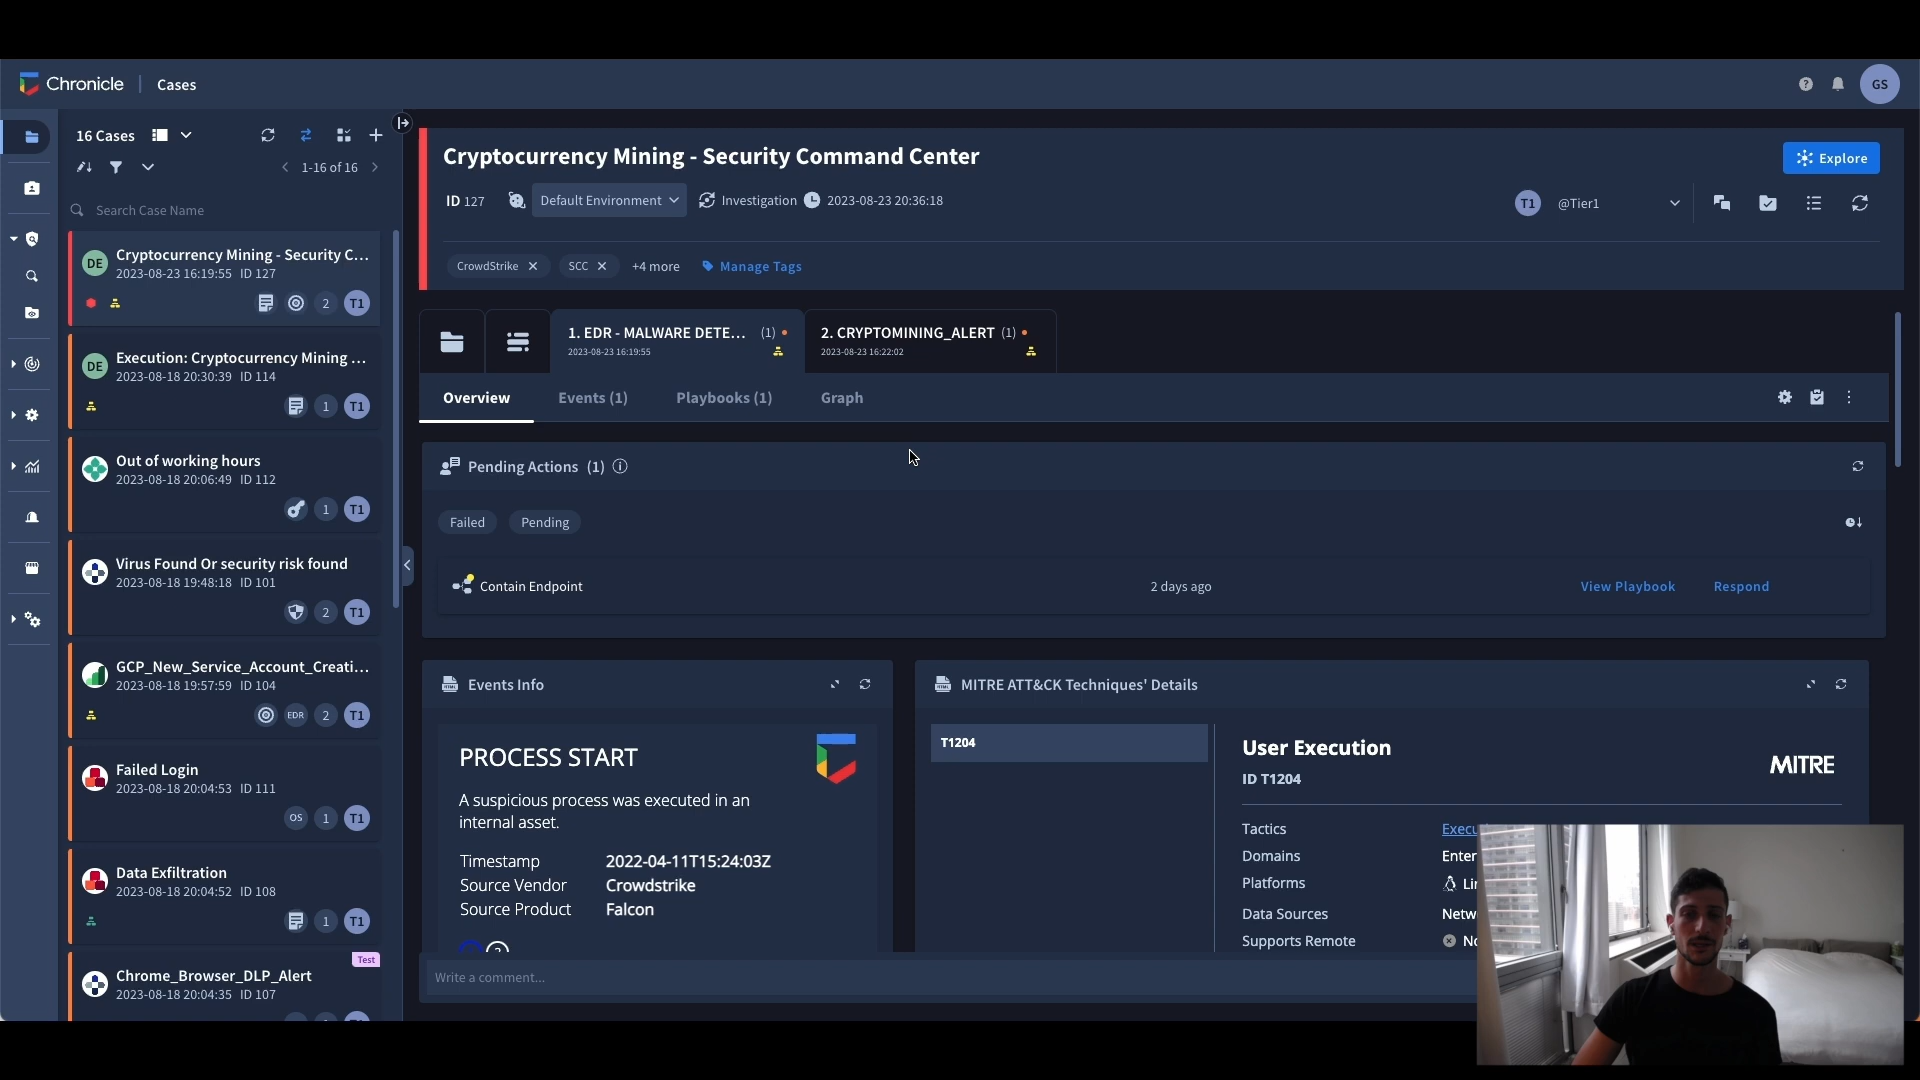 Chronicle
Cases
GS
16 Cases
1-16 of 16
Search Case Name
DE
Cryptocurrency Mining - Security C...
2023-08-23 16:19:55 ID 127
2
T1
DE
Execution: Cryptocurrency Mining ...
2023-08-18 20:30:39 ID 114
1
T1
Out of working hours
2023-08-18 20:06:49 ID 112
1
T1
Virus Found Or security risk found
2023-08-18 19:48:18 ID 101
2
T1
GCP_New_Service_Account_Creati...
2023-08-18 19:57:59 ID 104
EDR
2
T1
Failed Login
2023-08-18 20:04:53 ID 111
OS
1
T1
Data Exfiltration
2023-08-18 20:04:52 ID 108
1
T1
Test
Chrome_Browser_DLP_Alert
2023-08-18 20:04:35 ID 107
Cryptocurrency Mining - Security Command Center
Explore
ID 127
Default Environment
Investigation
2023-08-23 20:36:18
T1
@Tier1
CrowdStrike
SCC
+4 more
Manage Tags
1. EDR - MALWARE DETE... (1)
2023-08-23 16:19:55
2. CRYPTOMINING_ALERT (1)
2023-08-23 16:22:02
Overview
Events (1)
Playbooks (1)
Graph
Pending Actions (1)
Failed
Pending
Contain Endpoint
2 days ago
View Playbook
Respond
Events Info
PROCESS START
A suspicious process was executed in an
internal asset.
Timestamp 2022-04-11T15:24:03Z
Source Vendor Crowdstrike
Source Product Falcon
MITRE ATT&CK Techniques' Details
T1204
User Execution
ID T1204
MITRE
Tactics Execu
Domains Enter
Platforms Li
Data Sources Netw
Supports Remote No
Write a comment...